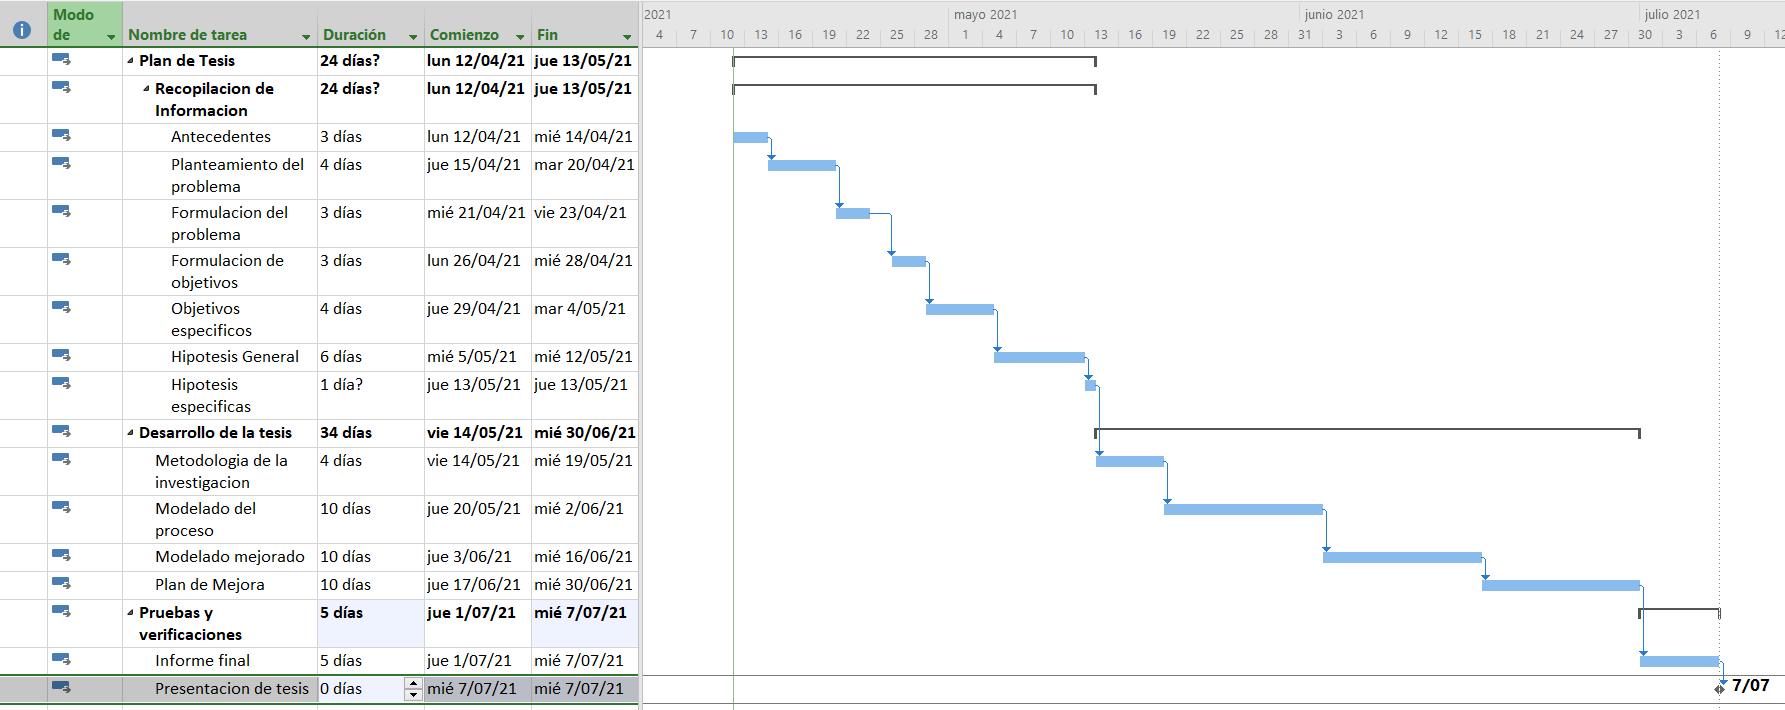 Modo de
Nombre de tarea
Duración
Comienzo
Fin
2021
mayo 2021
junio 2021
julio 2021
4 7 10 13 16 19 22 25 28 1 4 7 10 13 16 19 22 25 28 31 3 6 9 12 15 18 21 24 27 30 3 6 9 12
Plan de Tesis 24 días? lun 12/04/21 jue 13/05/21
Recopilacion de 24 días? lun 12/04/21 jue 13/05/21
Informacion
Antecedentes 3 días lun 12/04/21 mié 14/04/21
Planteamiento del 4 días jue 15/04/21 mar 20/04/21
problema
Formulacion del 3 días mié 21/04/21 vie 23/04/21
problema
Formulacion de 3 días lun 26/04/21 mié 28/04/21
objetivos
Objetivos 4 días jue 29/04/21 mar 4/05/21
especificos
Hipotesis General 6 días mié 5/05/21 mié 12/05/21
Hipotesis 1 día? jue 13/05/21 jue 13/05/21
especificas
Desarrollo de la tesis 34 días vie 14/05/21 mié 30/06/21
Metodologia de la 4 días vie 14/05/21 mié 19/05/21
investigacion
Modelado del 10 días jue 20/05/21 mié 2/06/21
proceso
Modelado mejorado 10 días jue 3/06/21 mié 16/06/21
Plan de Mejora 10 días jue 17/06/21 mié 30/06/21
Pruebas y 5 días jue 1/07/21 mié 7/07/21
verificaciones
Informe final 5 días jue 1/07/21 mié 7/07/21
Presentacion de tesis 0 días mié 7/07/21 mié 7/07/21
7/07